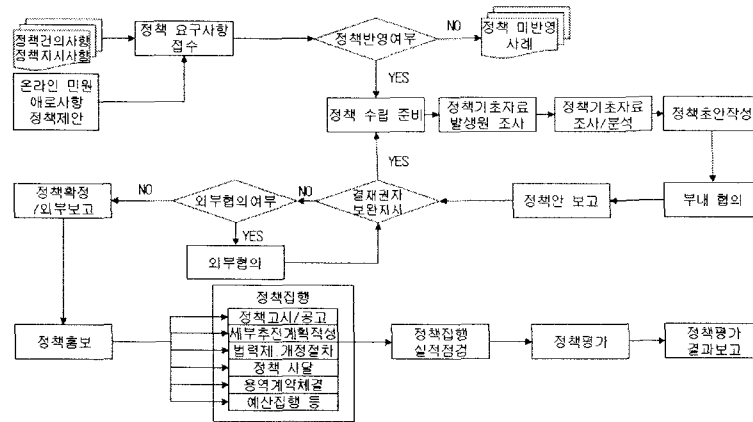 정책건의사항
정책지시사항
정책 요구사항
접수
정책반영여부
NO
정책 미반영
사례
온라인 민원
애로사항
정책제안
YES
정책 수립 준비
정책기초자료
발생원 조사
정책기초자료
조사/분석
정책초안작성
YES
정책확정
/외부보고
NO
외부협의여부
NO
결재권자
보완지시
정책안 보고
부내 협의
YES
외부협의
정책집행
정책고시/공고
세부추진계획작성
법력제.개정절차
정책 시달
용역계약체결
예산집행 등
정책홍보
정책집행
실적점검
정책평가
정책평가
결과보고